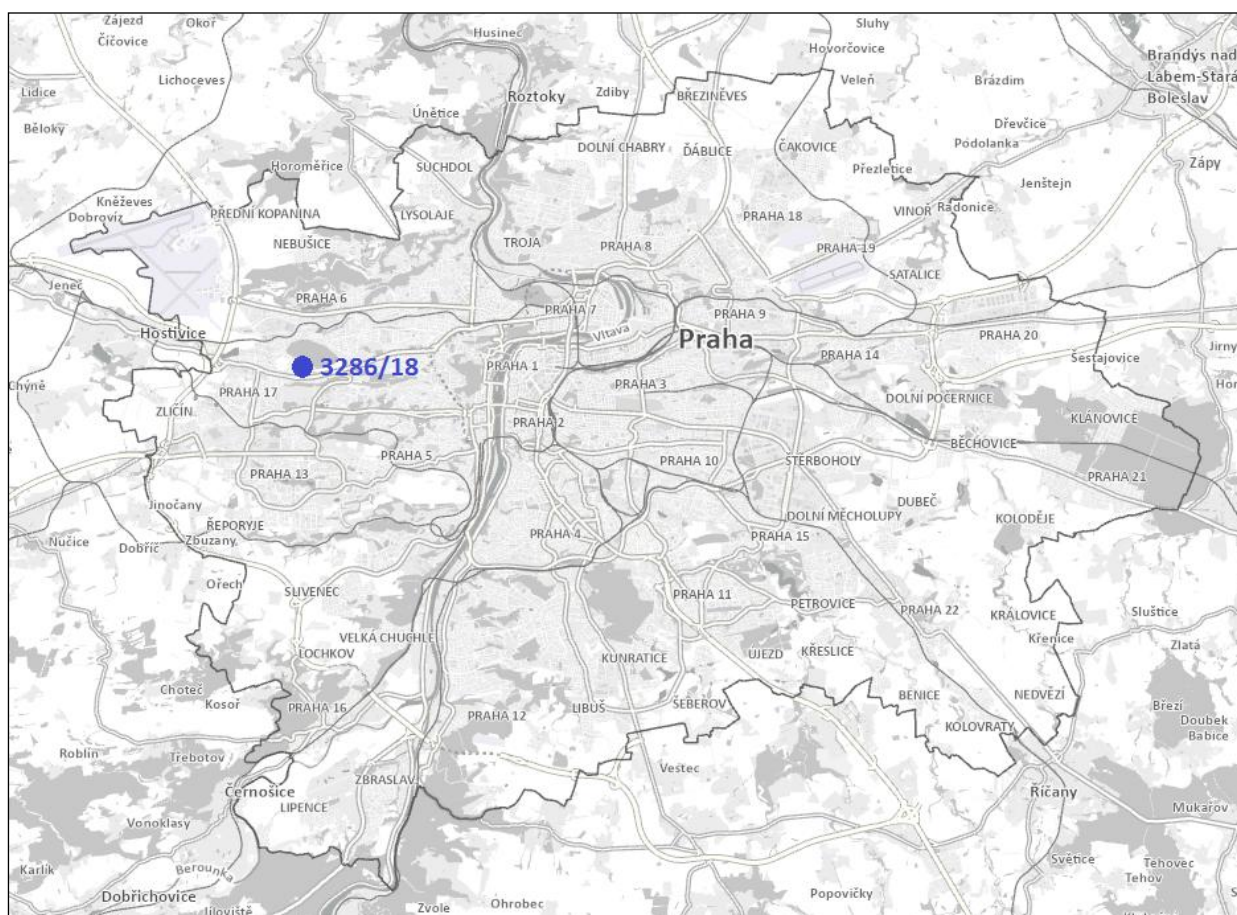 Zájezd
Okoř
Číčovice
Husinec
Sluhy
Hovorčovice
Brandýs nad
Labem-Stará
Boleslav
Lichoceves
Lidice
Běloky
Roztoky
Zdiby
BŘEZINĚVES
Veleň
Brázdim
Únětice
Dřevčice
Podolanka
Horoměřice
SUCHDOL
DOLNÍ CHABRY
ĎÁBLICE
ČAKOVICE
Přezletice
Zápy
Jenštejn
Kněževes
Dobrovíz
PŘEDNÍ KOPANINA
LYSOLAJE
PRAHA 18
VINOŘ
Radonice
NEBUŠICE
TROJA
PRAHA 8
PRAHA 19
SATALICE
Jeneč
PRAHA 6
PRAHA 7
PRAHA 9
Hostivice
Vltava
Praha
PRAHA 20
Jirny
3286/18
PRAHA 1
PRAHA 14
Šestajovice
Chýně
PRAHA 17
PRAHA 3
DOLNÍ POČERNICE
ZLIČÍN
PRAHA 2
KLÁNOVICE
BĚCHOVICE
PRAHA 5
PRAHA 10
ŠTĚRBOHOLY
PRAHA 13
PRAHA 21
Jinočany
DUBEČ
ŘEPORYJE
DOLNÍ MĚCHOLUPY
KOLODĚJE
Nučice
Dobříč
Zbuzany
PRAHA 4
PRAHA 15
Ořech
SLIVENEC
PRAHA 11
PETROVICE
PRAHA 22
KRÁLOVICE
Sluštice
VELKÁ CHUCHLE
Křenice
Zlatá
LOCHKOV
KUNRATICE
ÚJEZD
KŘESLICE
Choteč
Kosoř
PRAHA 16
LIBUŠ
ŠEBEROV
BENICE
NEDVĚZÍ
Březí
PRAHA 12
KOLOVRATY
Doubek
Babice
Roblín
Třebotov
ZBRASLAV
Vestec
Černošice
LIPENCE
Říčany
Mukařov
Vonoklasy
Karlík
Berounka
Světice
Tehovec
Tehov
Dobřichovice
Jíloviště
Zvole
Ohrobec
Popovičky